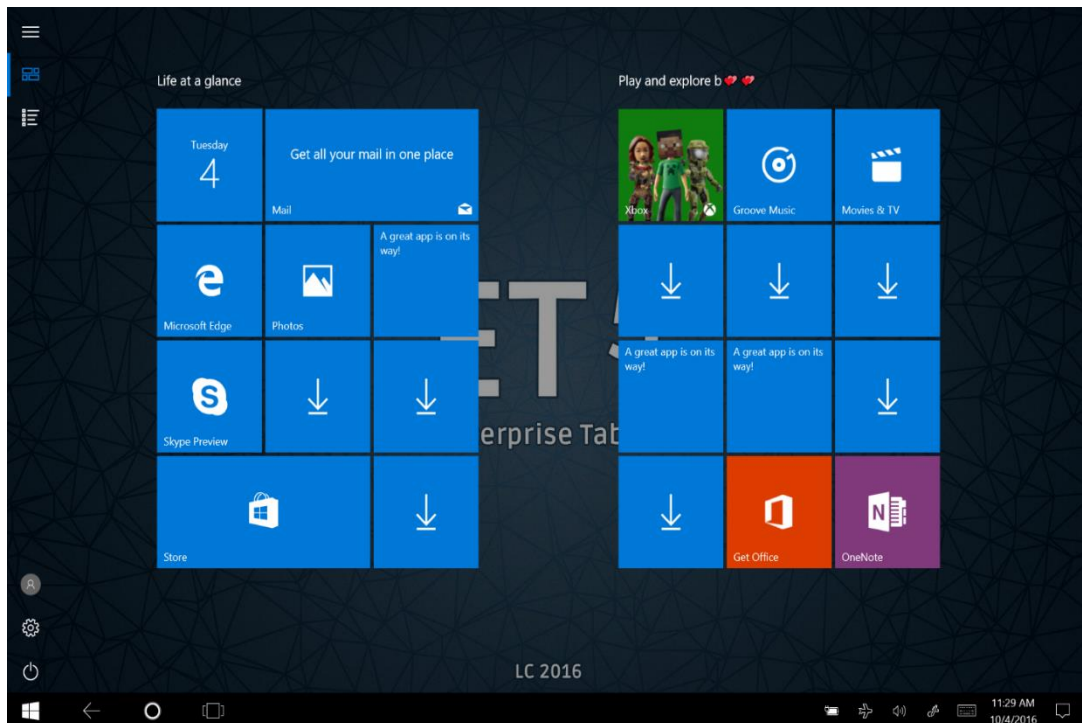 Life at a glance
Play and explore b
Tuesday
4
Get all your mail in one place
Mail
Xbox
Groove Music
Movies & TV
Microsoft Edge
Photos
A great app is on its
way!
Skype Preview
A great app is on its
way!
A great app is on its
way!
Store
Get Office
OneNote
ET 5
erprise Tab
LC 2016
11:29 AM
10/4/2016